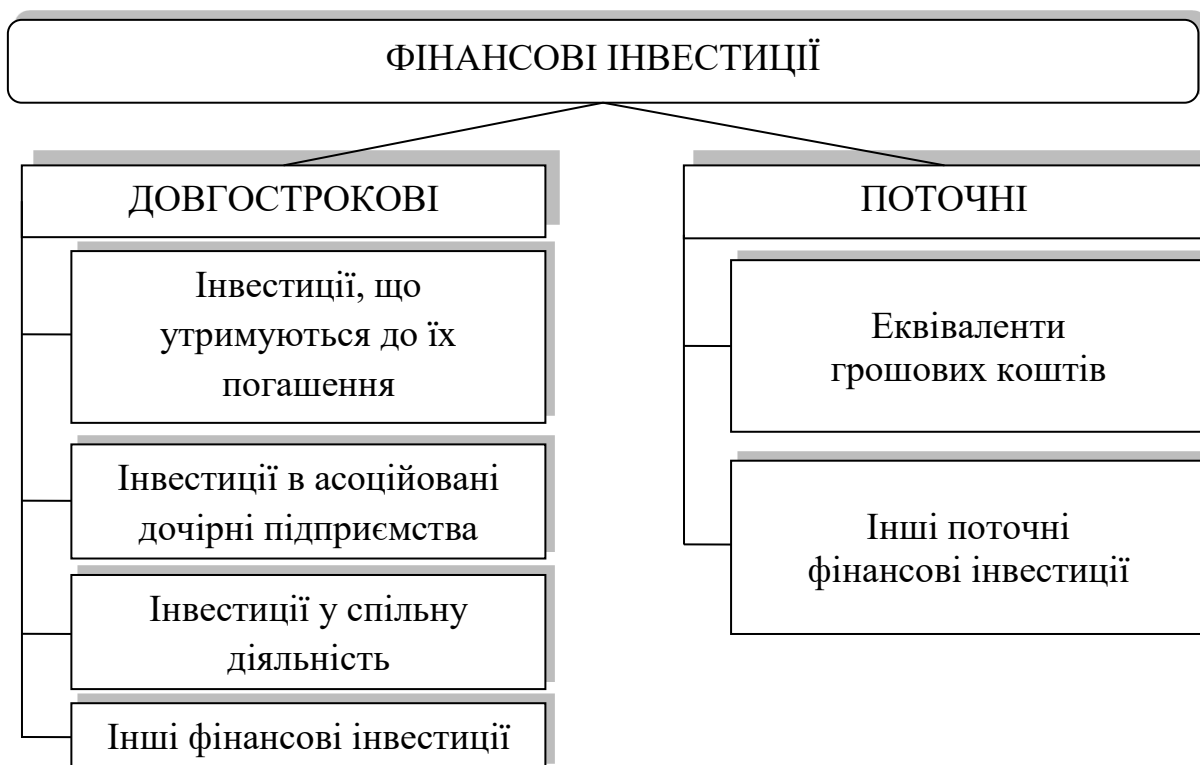 ФІНАНСОВІ ІНВЕСТИЦІЇ
ДОВГОСТРОКОВІ
Інвестиції, що
утримуються до їх
погашення
Інвестиції в асоційовані
дочірні підприємства
Інвестиції у спільну
діяльність
Інші фінансові інвестиції
ПОТОЧНІ
Еквіваленти
грошових коштів
Інші поточні
фінансові інвестиції